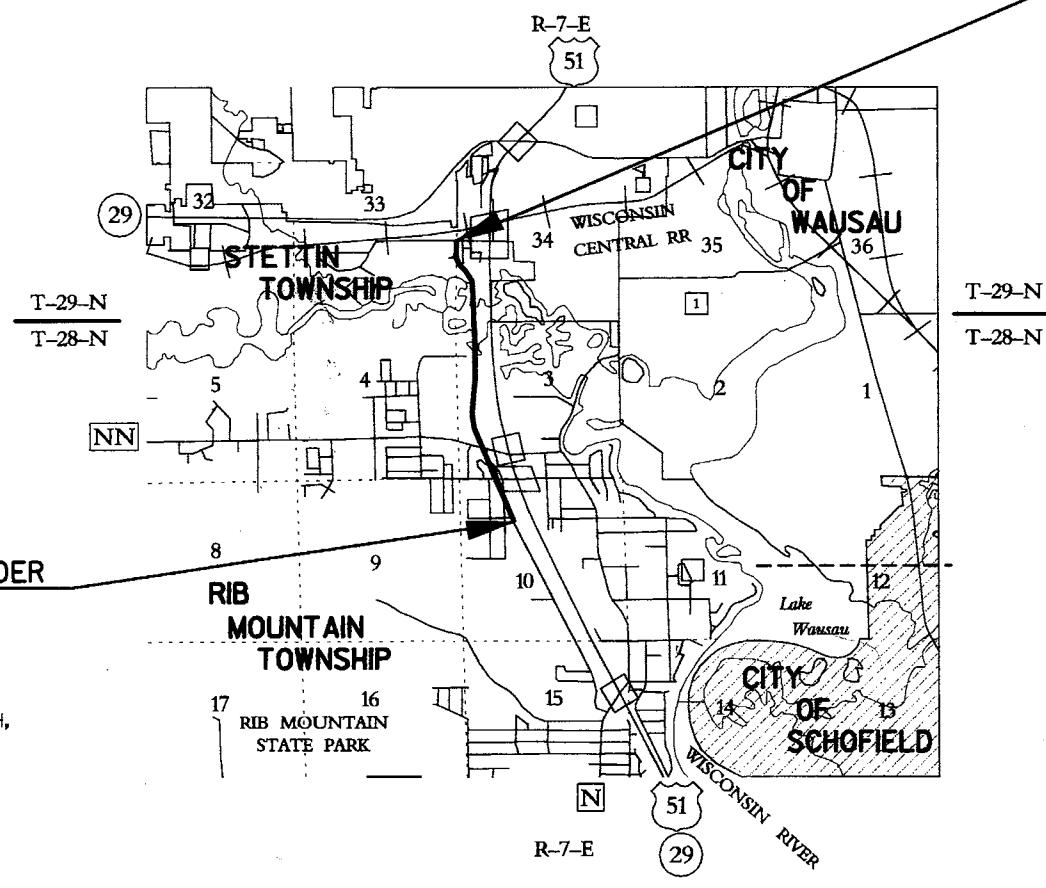 R-7-E
51
CITY
OF
WAUSAU
29
32
33
34
WISCONSIN
CENTRAL RR
35
36
STETTIN
TOWNSHIP
1
T-29-N
T-28-N
T-29-N
T-28-N
5
4
3
2
1
NN
8
9
10
11
12
DER
RIB
MOUNTAIN
TOWNSHIP
Lake
Wausau
17
16
15
14
13
RIB MOUNTAIN
STATE PARK
CITY
OF
SCHOFIELD
WISCONSIN RIVER
N
51
29
R-7-E